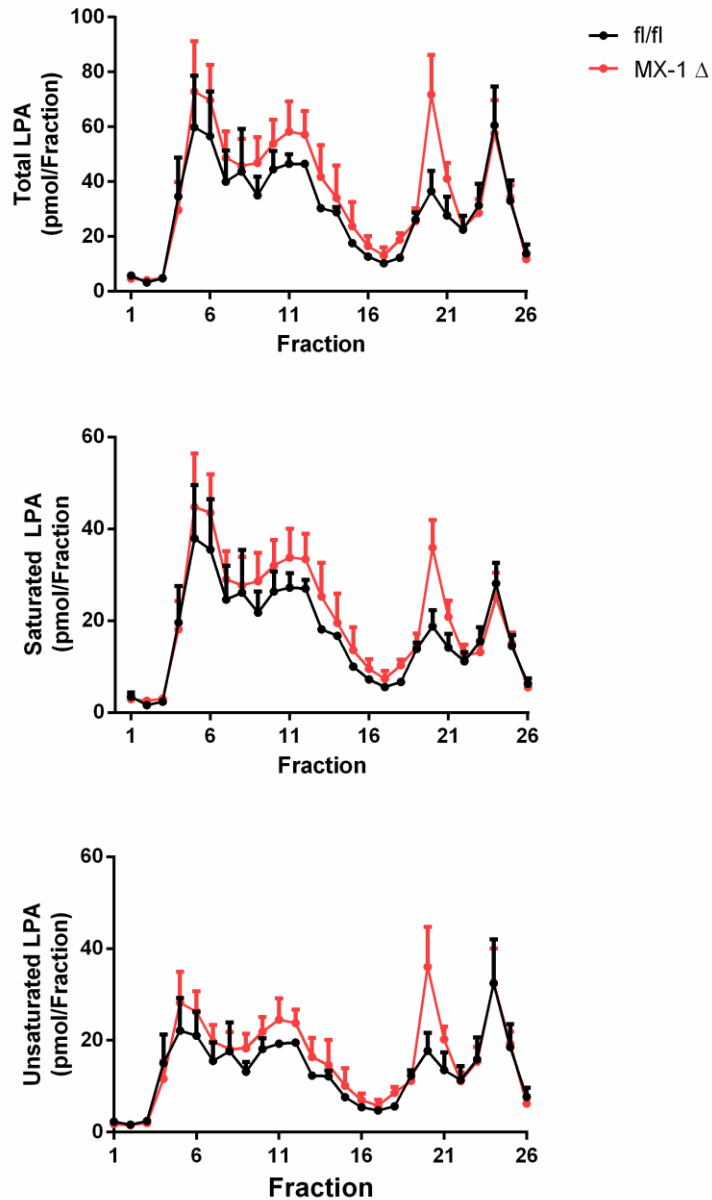 fl/fl
MX-1 Δ
Total LPA
(pmol/Fraction)
100
80
60
40
20
0
1 6 11 16 21 26
Fraction
Saturated LPA
(pmol/Fraction
60
40
20
0
1 6 11 16 21 26
Fraction
Unsaturated LPA
(pmol/Fraction)
60
40
20
0
1 6 11 16 21 26
Fraction